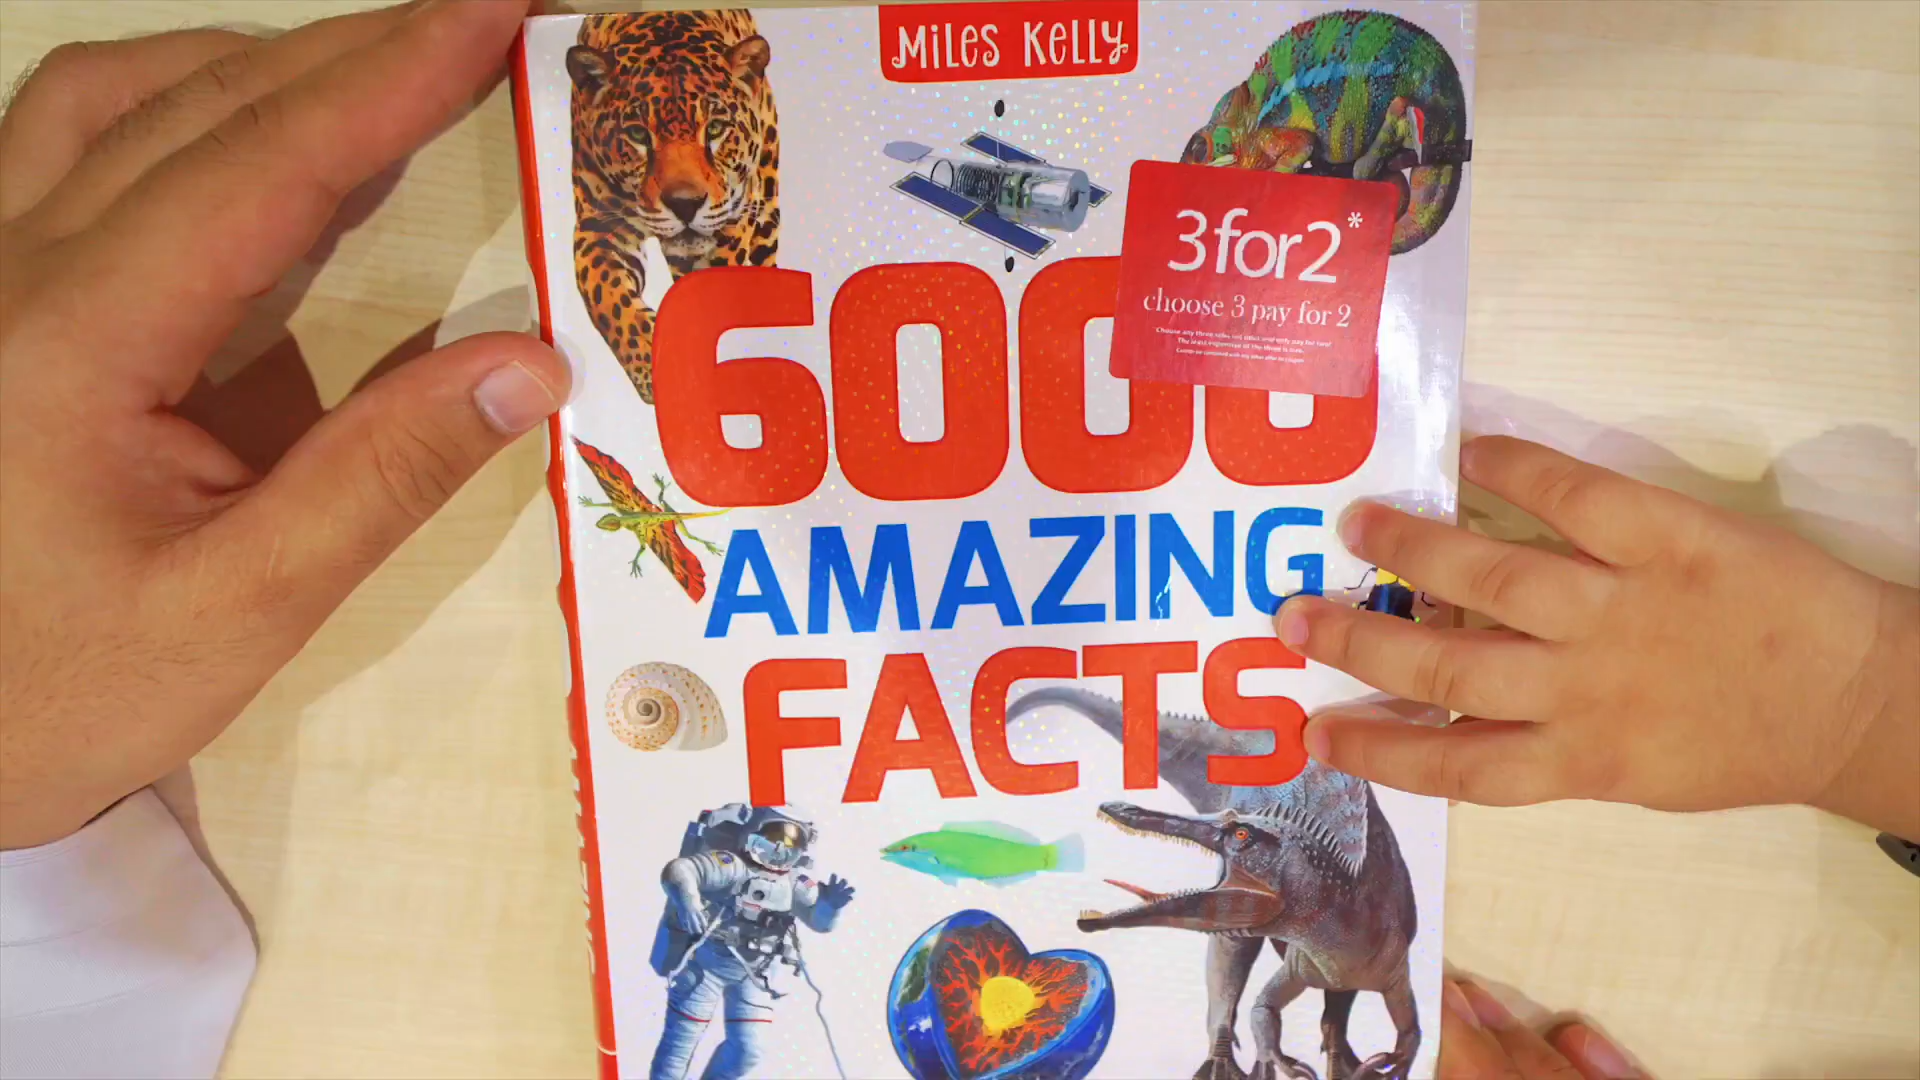 Miles Kelly
3for2*
choose 3 pay for 2
6000
AMAZING
FACTS